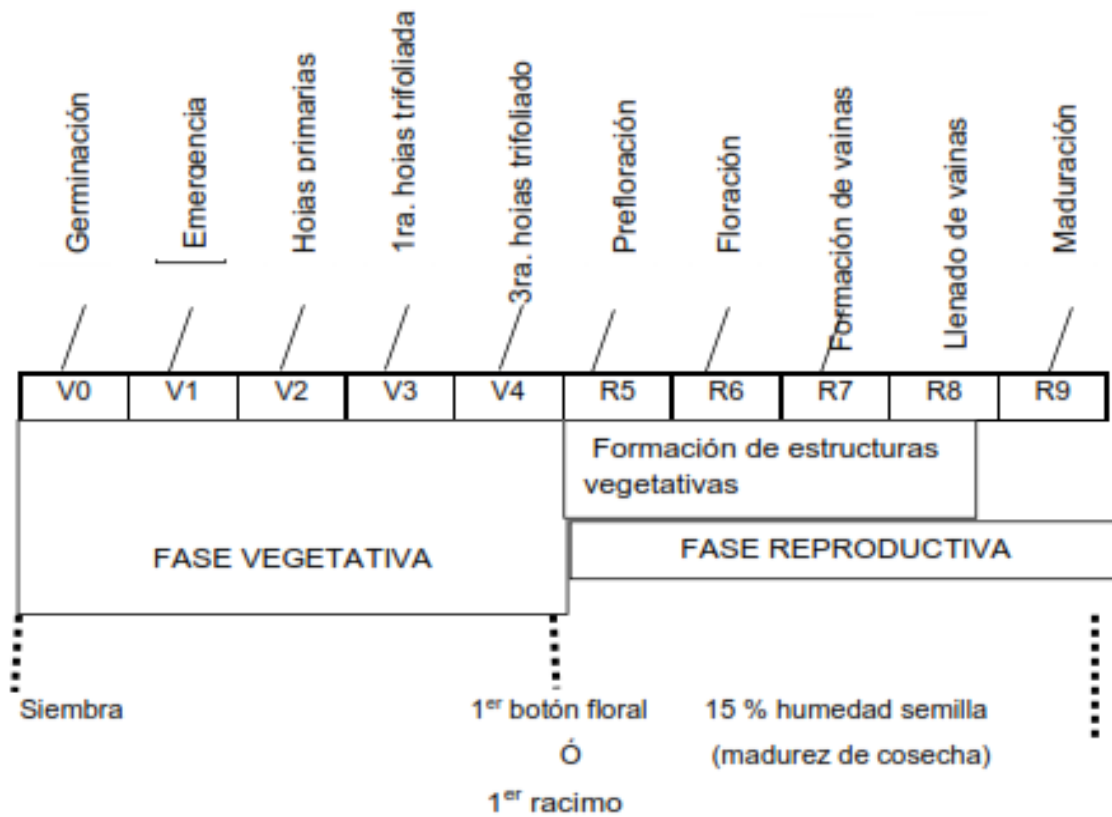 Germinación
Emergencia
Hojas primarias
1ra. hojas trifoliada
3ra. hojas trifoliado
Prefloración
Floración
Formación de vainas
Llenado de vainas
Maduración
V0 V1 V2 V3 V4 R5 R6 R7 R8 R9
Formación de estructuras
vegetativas
FASE VEGETATIVA
FASE REPRODUCTIVA
Siembra
1er botón floral
Ó
1er racimo
15 % humedad semilla
(madurez de cosecha)